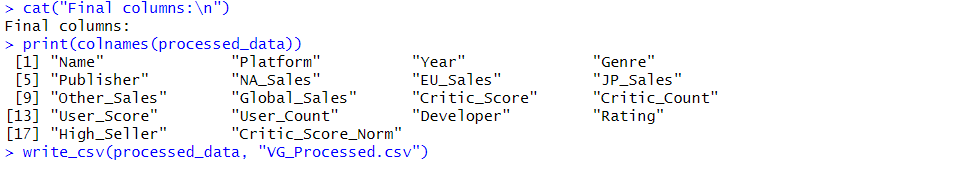 > cat("Final columns:\n")
Final columns:
> print(colnames(processed_data))
 [1] "Name"              "Platform"          "Year"              "Genre"
 [5] "Publisher"         "NA_Sales"          "EU_Sales"          "JP_Sales"
 [9] "Other_Sales"       "Global_Sales"      "Critic_Score"      "Critic_Count"
[13] "User_Score"        "User_Count"        "Developer"         "Rating"
[17] "High_Seller"       "Critic_Score_Norm"
> write_csv(processed_data, "VG_Processed.csv")